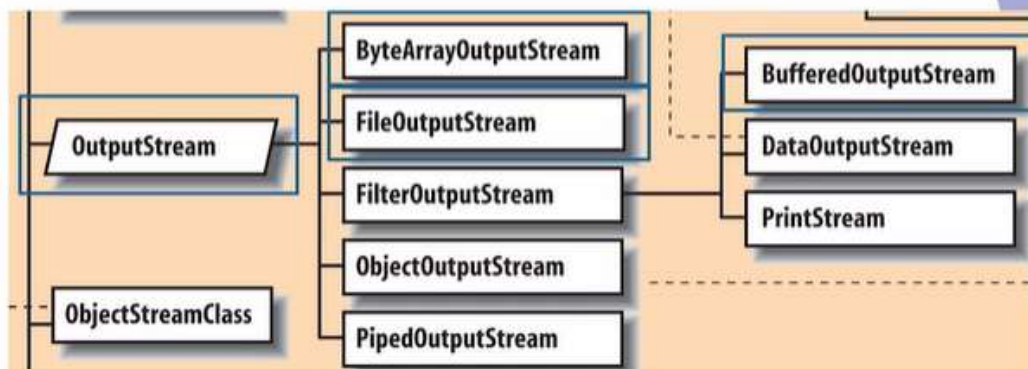 OutputStream
ObjectStreamClass
ByteArrayOutputStream
FileOutputStream
FilterOutputStream
ObjectOutputStream
PipedOutputStream
BufferedOutputStream
DataOutputStream
PrintStream